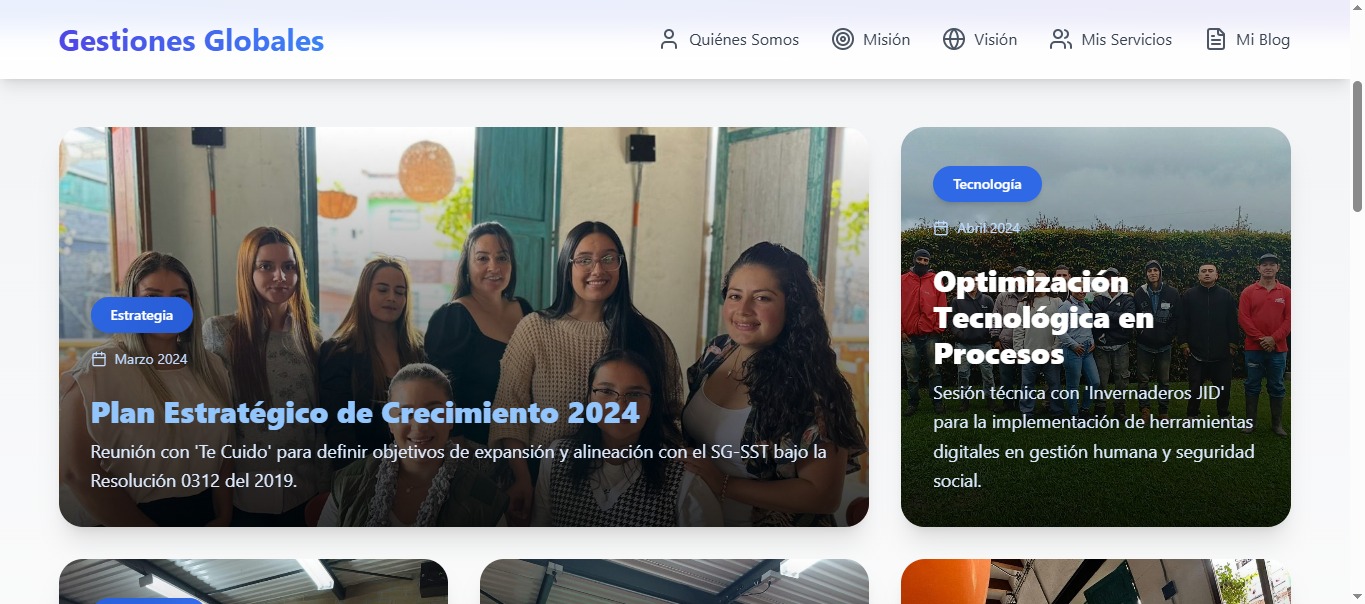 Gestiones Globales
Quiénes Somos
Misión
Visión
Mis Servicios
Mi Blog
Estrategia
Marzo 2024
Plan Estratégico de Crecimiento 2024
Reunión con 'Te Cuido' para definir objetivos de expansión y alineación con el SG-SST bajo la
Resolución 0312 del 2019.
Tecnología
Abril 2024
Optimización
Tecnológica en
Procesos
Sesión técnica con 'Invernaderos JID'
para la implementación de herramientas
digitales en gestión humana y seguridad
social.